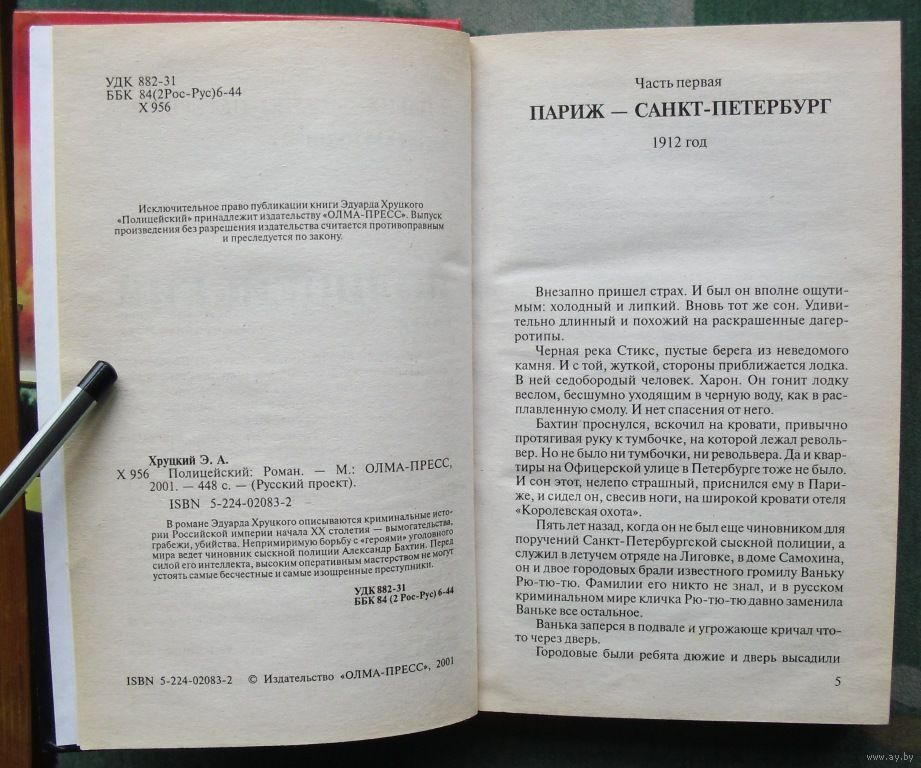 УДК 882-31
ББК 84(2Рос-Рус)6-44
Х 956
Исключительное право публикации книги Эдуарда Хруцкого
«Полицейский» принадлежит издательству «ОЛМА-ПРЕСС». Выпуск
произведения без разрешения издательства считается противоправным
и преследуется по закону.
Хруцкий Э. А.
Х 956 Полицейский: Роман. — М.: ОЛМА-ПРЕСС,
2001. — 448 с. — (Русский проект).
ISBN 5-224-02083-2
В романе Эдуарда Хруцкого описываются криминальные исто-
рии Российской империи начала XX столетия — вымогательства,
грабежи, убийства. Непримиримую борьбу с «героями» уголовного
мира ведет чиновник сыскной полиции Александр Бахтин. Перед
силой его интеллекта, высоким оперативным мастерством не могут
устоять самые бесчестные и самые изощренные преступники.
УДК 882-31
ББК 84 (2 Рос-Рус) 6-44
ISBN 5-224-02083-2 © Издательство «ОЛМА-ПРЕСС», 2001
Часть первая
ПАРИЖ — САНКТ-ПЕТЕРБУРГ
1912 год
Внезапно пришел страх. И был он вполне ощути-
мым: холодный и липкий. Вновь тот же сон. Удиви-
тельно длинный и похожий на раскрашенные дагер-
ротипы.
Черная река Стикс, пустые берега из неведомого
камня. И с той, жуткой, стороны приближается лодка.
В ней седобородый человек. Харон. Он гонит лодку
веслом, бесшумно уходящим в черную воду, как в рас-
плавленную смолу. И нет спасения от него.
Бахтин проснулся, вскочил на кровати, привычно
протягивая руку к тумбочке, на которой лежал револь-
вер. Но не было ни тумбочки, ни револьвера. Да и квар-
тиры на Офицерской улице в Петербурге тоже не было.
И сон этот, нелепо страшный, приснился ему в Пари-
же, и сидел он, свесив ноги, на широкой кровати отеля
«Королевская охота».
Пять лет назад, когда он не был еще чиновником для
поручений Санкт-Петербургской сыскной полиции, а
служил в летучем отряде на Лиговке, в доме Самохина,
он и двое городовых брали известного громилу Ваньку
Рю-тю-тю. Фамилии его никто не знал, и в русском
криминальном мире кличка Рю-тю-тю давно заменила
Ваньке все остальное.
Ванька заперся в подвале и угрожающе кричал что-
то через дверь.
Городовые были ребята дюжие и дверь высадили
5
www.ay.by